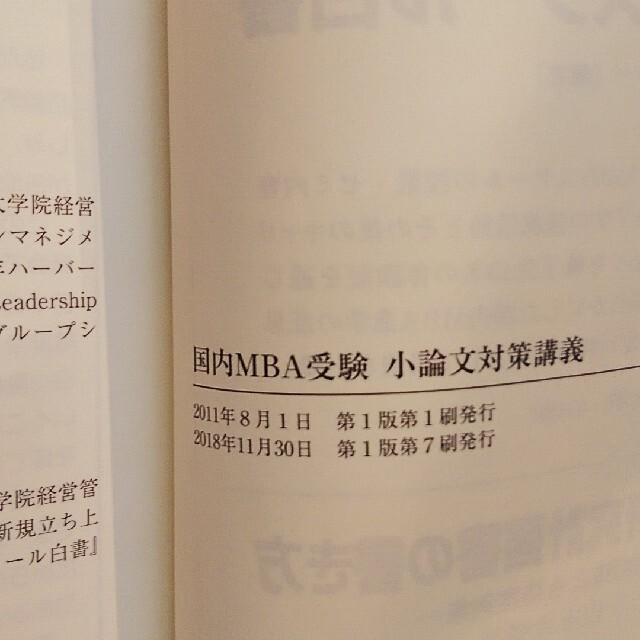 大学院経営
ンマネジメ
年ハーバー
Leadership
グループシ
学院経営管
新規立ち上
ール白書』
国内MBA受験 小論文対策講義
2011年8月1日 第1版第1刷発行
2018年11月30日 第1版第7刷発行